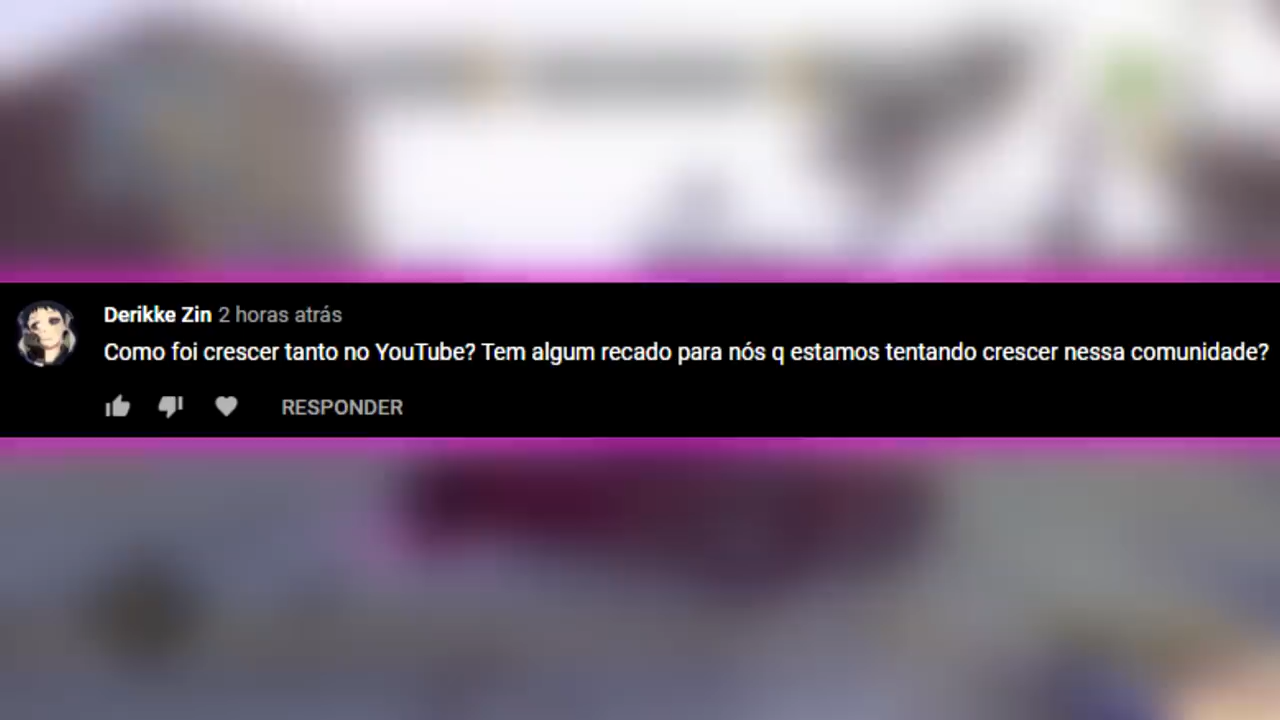 Derikke Zin 2 horas atrás
Como foi crescer tanto no YouTube? Tem algum recado para nós q estamos tentando crescer nessa comunidade?
RESPONDER